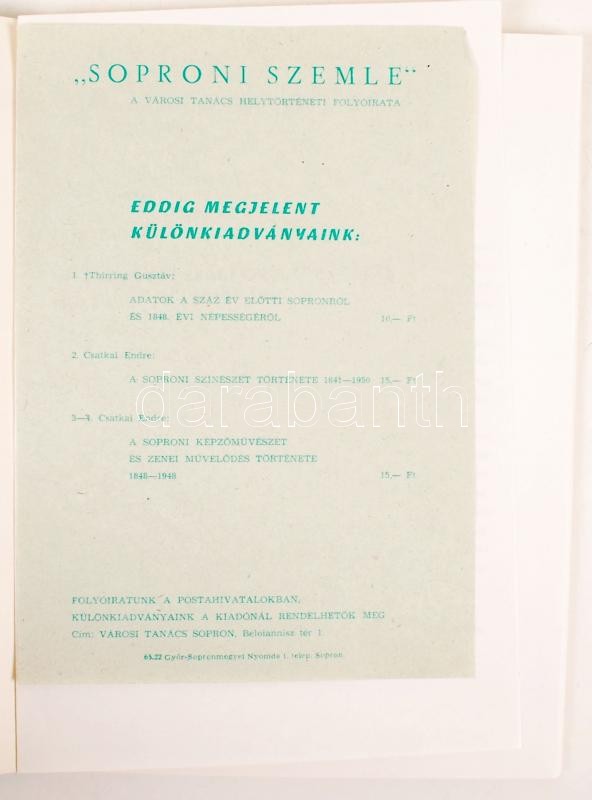 „SOPRONI SZEMLE“
A VÁROSI TANÁCS HELYTÖRTÉNETI FOLYÓIRATA
EDDIG MEGJELENT
KÜLÖNKIADVÁNYAINK:
1. †Thirring Gusztáv:
ADATOK A SZÁZ ÉV ELŐTTI SOPRONRÓL
ÉS 1848. ÉVI NÉPESSÉGÉRŐL 10,— Ft
2. Csatkai Endre:
A SOPRONI SZINÉSZET TÖRTÉNETE 1841—1950 15,— Ft
darabanth
3—4. Csatkai Endre:
A SOPRONI KÉPZŐMŰVÉSZET
ÉS ZENEI MŰVELŐDÉS TÖRTÉNETE
1848—1948 15,— Ft
FOLYÓIRATUNK A POSTAHIVATALOKBAN,
KÜLÖNKIADVÁNYAINK A KIADÓNÁL RENDELHETŐK MEG
Cím: VÁROSI TANÁCS SOPRON, Beloiannisz tér 1.
65.22 Győr-Sopronmegyei Nyomda 1. telep. Sopron.